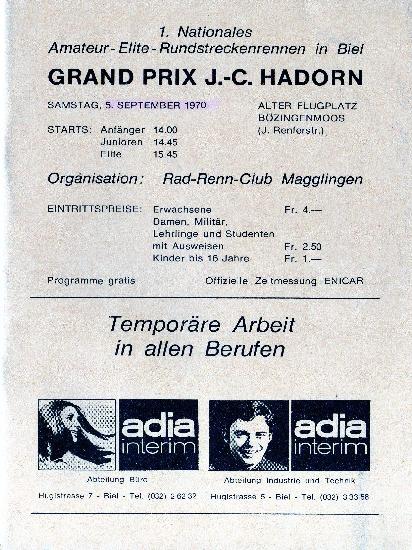 1. Nationales
Amateur-Elite-Rundstreckenrennen in Biel
GRAND PRIX J.-C. HADORN
SAMSTAG, 5. SEPTEMBER 1970
ALTER FLUGPLATZ
BÖZINGENMOOS
(J. Renferstr.)
STARTS: Anfänger 14.00
Junioren 14.45
Elite 15.45
Organisation: Rad-Renn-Club Magglingen
EINTRITTSPREISE: Erwachsene Fr. 4.—
Damen, Militär,
Lehrlinge und Studenten
mit Ausweisen Fr. 2.50
Kinder bis 16 Jahre Fr. 1.—
Programme gratis Offizielle Zeitmessung ENICAR
Temporäre Arbeit
in allen Berufen
adia
interim
adia
interim
Abteilung Büro
Abteilung Industrie und Technik
Huglstrasse 7 - Biel - Tel. (032) 2 62 32
Huglstrasse 5 - Biel - Tel. (032) 3 33 58